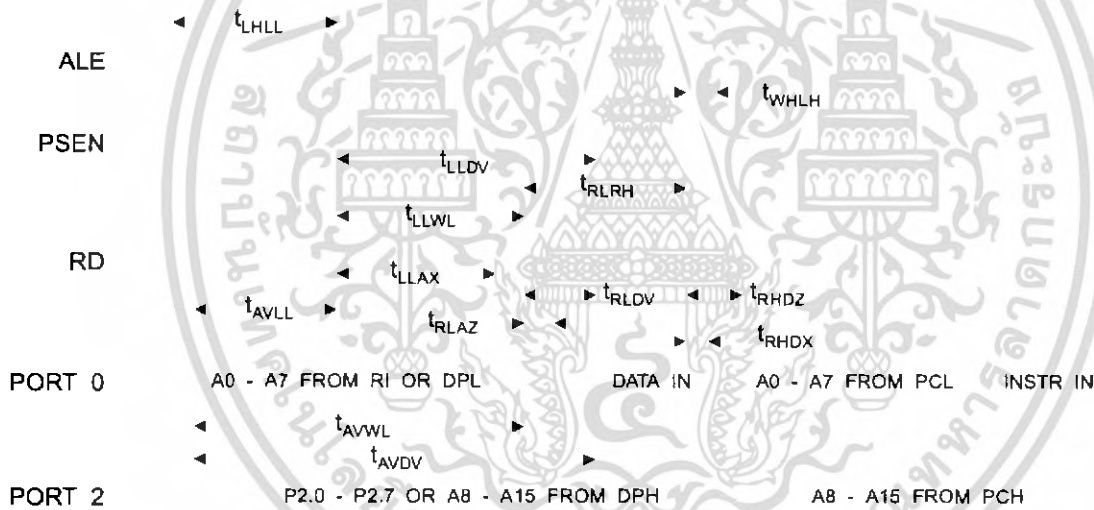 tLHLL
ALE
tWHLH
PSEN
tLLDV
tRLRH
tLLWL
RD
tLLAX
tRLDV tRHDZ
tAVLL
tRLAZ
tRHDX
PORT 0 A0 - A7 FROM RI OR DPL DATA IN A0 - A7 FROM PCL INSTR IN
tAVWL
tAVDV
PORT 2 P2.0 - P2.7 OR A8 - A15 FROM DPH A8 - A15 FROM PCH